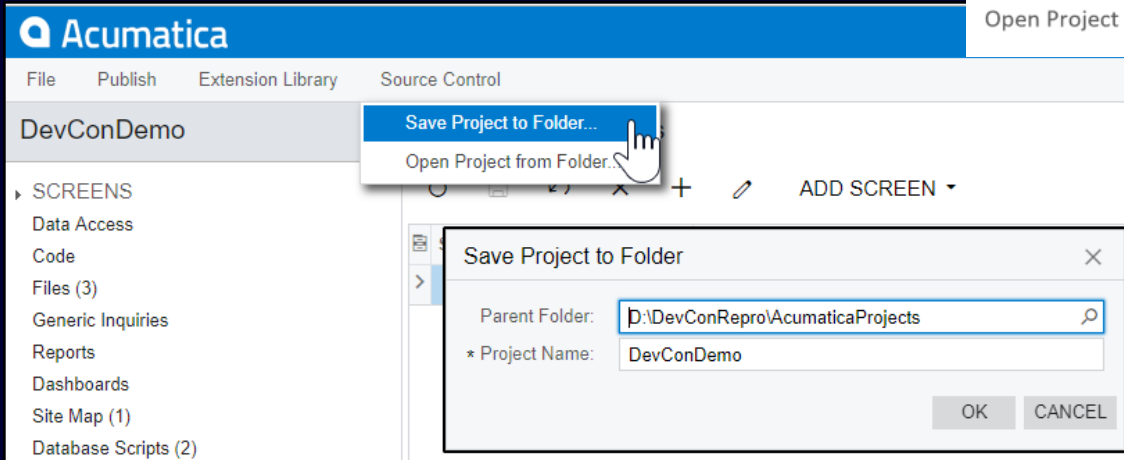 Acumatica
Open Project
File Publish Extension Library Source Control
DevConDemo
Save Project to Folder...
Open Project from Folder...
SCREENS
ADD SCREEN
Data Access
Code
Files (3)
Generic Inquiries
Reports
Dashboards
Site Map (1)
Database Scripts (2)
Save Project to Folder
Parent Folder: D:\DevConRepro\AcumaticaProjects
* Project Name: DevConDemo
OK CANCEL